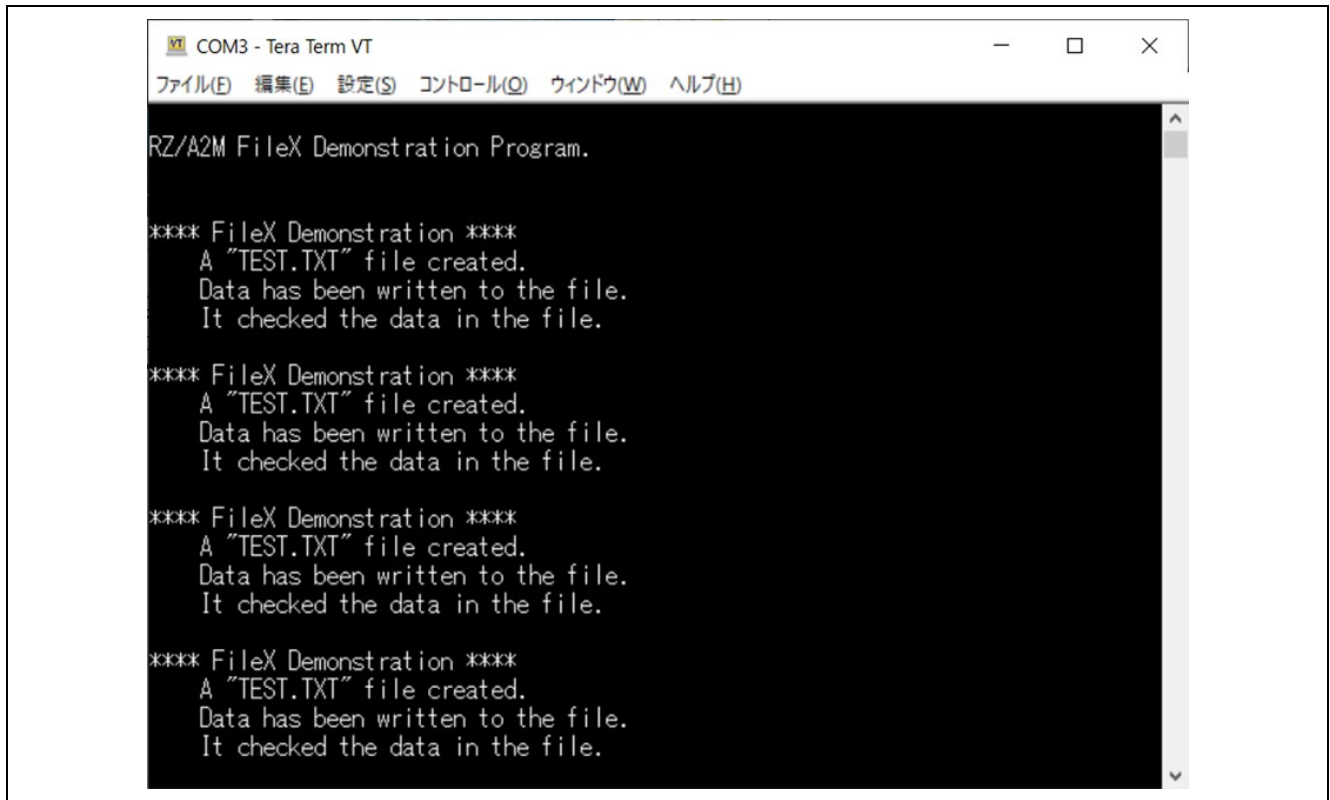 COM3 - Tera Term VT
ファイル(F) 編集(E) 設定(S) コントロール(O) ウィンドウ(W) ヘルプ(H)
RZ/A2M FileX Demonstration Program.
**** FileX Demonstration ****
A "TEST.TXT" file created.
Data has been written to the file.
It checked the data in the file.
**** FileX Demonstration ****
A "TEST.TXT" file created.
Data has been written to the file.
It checked the data in the file.
**** FileX Demonstration ****
A "TEST.TXT" file created.
Data has been written to the file.
It checked the data in the file.
**** FileX Demonstration ****
A "TEST.TXT" file created.
Data has been written to the file.
It checked the data in the file.